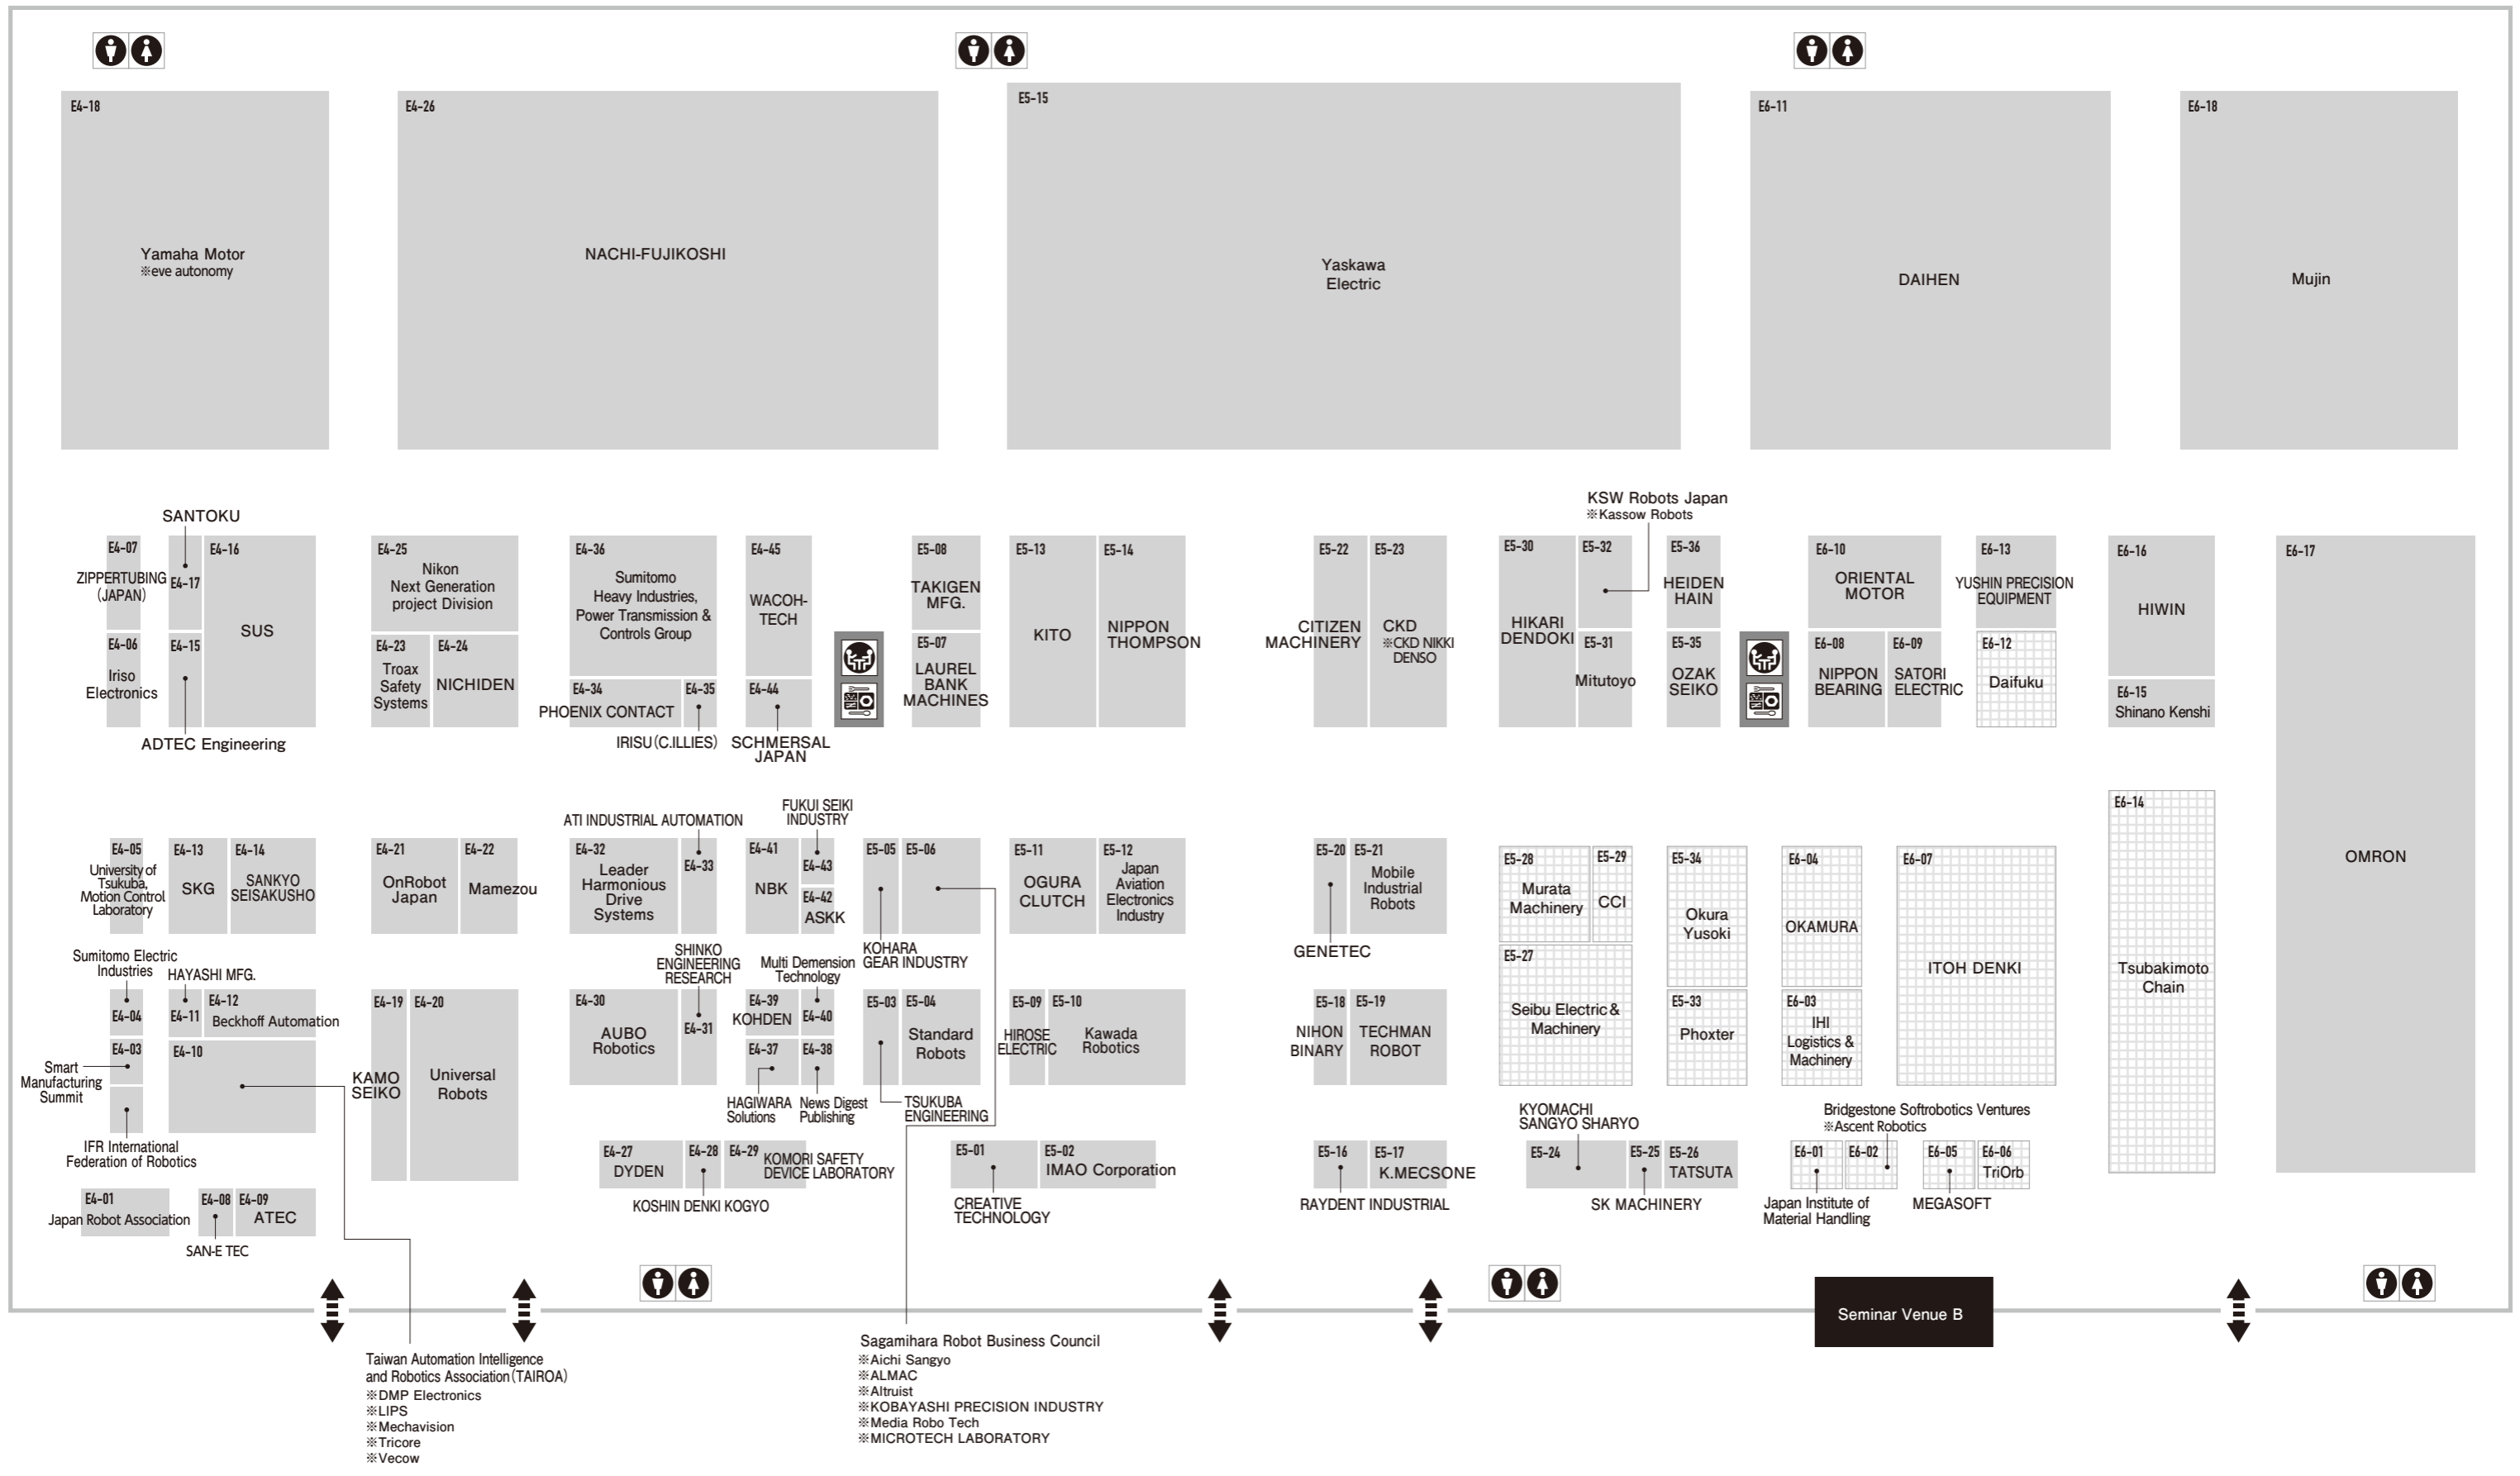 E4-18
Yamaha Motor
※eve autonomy
E4-26
NACHI-FUJIKOSHI
E5-15
Yaskawa
Electric
E6-11
DAIHEN
E6-18
Mujin
SANTOKU
E4-07
ZIPPERTUBING
(JAPAN)
E4-17
E4-16
SUS
E4-06
Iriso
Electronics
E4-15
ADTEC Engineering
E4-25
Nikon
Next Generation
project Division
E4-23
Troax
Safety
Systems
E4-24
NICHIDEN
E4-36
Sumitomo
Heavy Industries,
Power Transmission &
Controls Group
E4-34
PHOENIX CONTACT
E4-35
IRISU(C.ILLIES)
E4-45
WACOH-
TECH
E4-44
SCHMERSAL
JAPAN
E5-08
TAKIGEN
MFG.
E5-07
LAUREL
BANK
MACHINES
E5-13
KITO
E5-14
NIPPON
THOMPSON
E5-22
CITIZEN
MACHINERY
E5-23
CKD
※CKD NIKKI
DENSO
KSW Robots Japan
※Kassow Robots
E5-30
HIKARI
DENDOKI
E5-32
E5-31
Mitutoyo
E5-36
HEIDEN
HAIN
E5-35
OZAK
SEIKO
E6-10
ORIENTAL
MOTOR
E6-08
NIPPON
BEARING
E6-09
SATORI
ELECTRIC
E6-13
YUSHIN PRECISION
EQUIPMENT
E6-12
Daifuku
E6-16
HIWIN
E6-15
Shinano Kenshi
E6-17
OMRON
E4-05
University of
Tsukuba,
Motion Control
Laboratory
E4-13
SKG
E4-14
SANKYO
SEISAKUSHO
E4-21
OnRobot
Japan
E4-22
Mamezou
ATI INDUSTRIAL AUTOMATION
E4-32
Leader
Harmonious
Drive
Systems
E4-33
FUKUI SEIKI
INDUSTRY
E4-41
NBK
E4-43
E4-42
ASKK
E5-05
E5-06
KOHARA
GEAR INDUSTRY
E5-11
OGURA
CLUTCH
E5-12
Japan
Aviation
Electronics
Industry
E5-20
GENETEC
E5-21
Mobile
Industrial
Robots
E5-28
Murata
Machinery
E5-29
CCI
E5-27
Seibu Electric &
Machinery
E5-34
Okura
Yusoki
E5-33
Phoxter
E6-04
OKAMURA
E6-03
IHI
Logistics &
Machinery
E6-07
ITOH DENKI
E6-14
Tsubakimoto
Chain
Sumitomo Electric
Industries
E4-04
E4-03
Smart
Manufacturing
Summit
IFR International
Federation of Robotics
HAYASHI MFG.
E4-11
E4-12
Beckhoff Automation
E4-10
E4-19
KAMO
SEIKO
E4-20
Universal
Robots
SHINKO
ENGINEERING
RESEARCH
E4-30
AUBO
Robotics
E4-31
Multi Demension
Technology
E4-39
KOHDEN
E4-40
E4-37
E4-38
HAGIWARA
Solutions
News Digest
Publishing
E5-03
E5-04
Standard
Robots
TSUKUBA
ENGINEERING
E5-09
HIROSE
ELECTRIC
E5-10
Kawada
Robotics
E5-18
NIHON
BINARY
E5-19
TECHMAN
ROBOT
E4-01
Japan Robot Association
E4-08
SAN-E TEC
E4-09
ATEC
E4-27
DYDEN
E4-28
KOSHIN DENKI KOGYO
E4-29
KOMORI SAFETY
DEVICE LABORATORY
E5-01
CREATIVE
TECHNOLOGY
E5-02
IMAO Corporation
E5-16
RAYDENT INDUSTRIAL
E5-17
K.MECSONE
KYOMACHI
SANGYO SHARYO
E5-24
E5-25
SK MACHINERY
E5-26
TATSUTA
Bridgestone Softrobotics Ventures
※Ascent Robotics
E6-01
Japan Institute of
Material Handling
E6-02
E6-05
MEGASOFT
E6-06
TriOrb
Seminar Venue B
Taiwan Automation Intelligence
and Robotics Association(TAIROA)
※DMP Electronics
※LIPS
※Mechavision
※Tricore
※Vecow
Sagamihara Robot Business Council
※Aichi Sangyo
※ALMAC
※Altruist
※KOBAYASHI PRECISION INDUSTRY
※Media Robo Tech
※MICROTECH LABORATORY